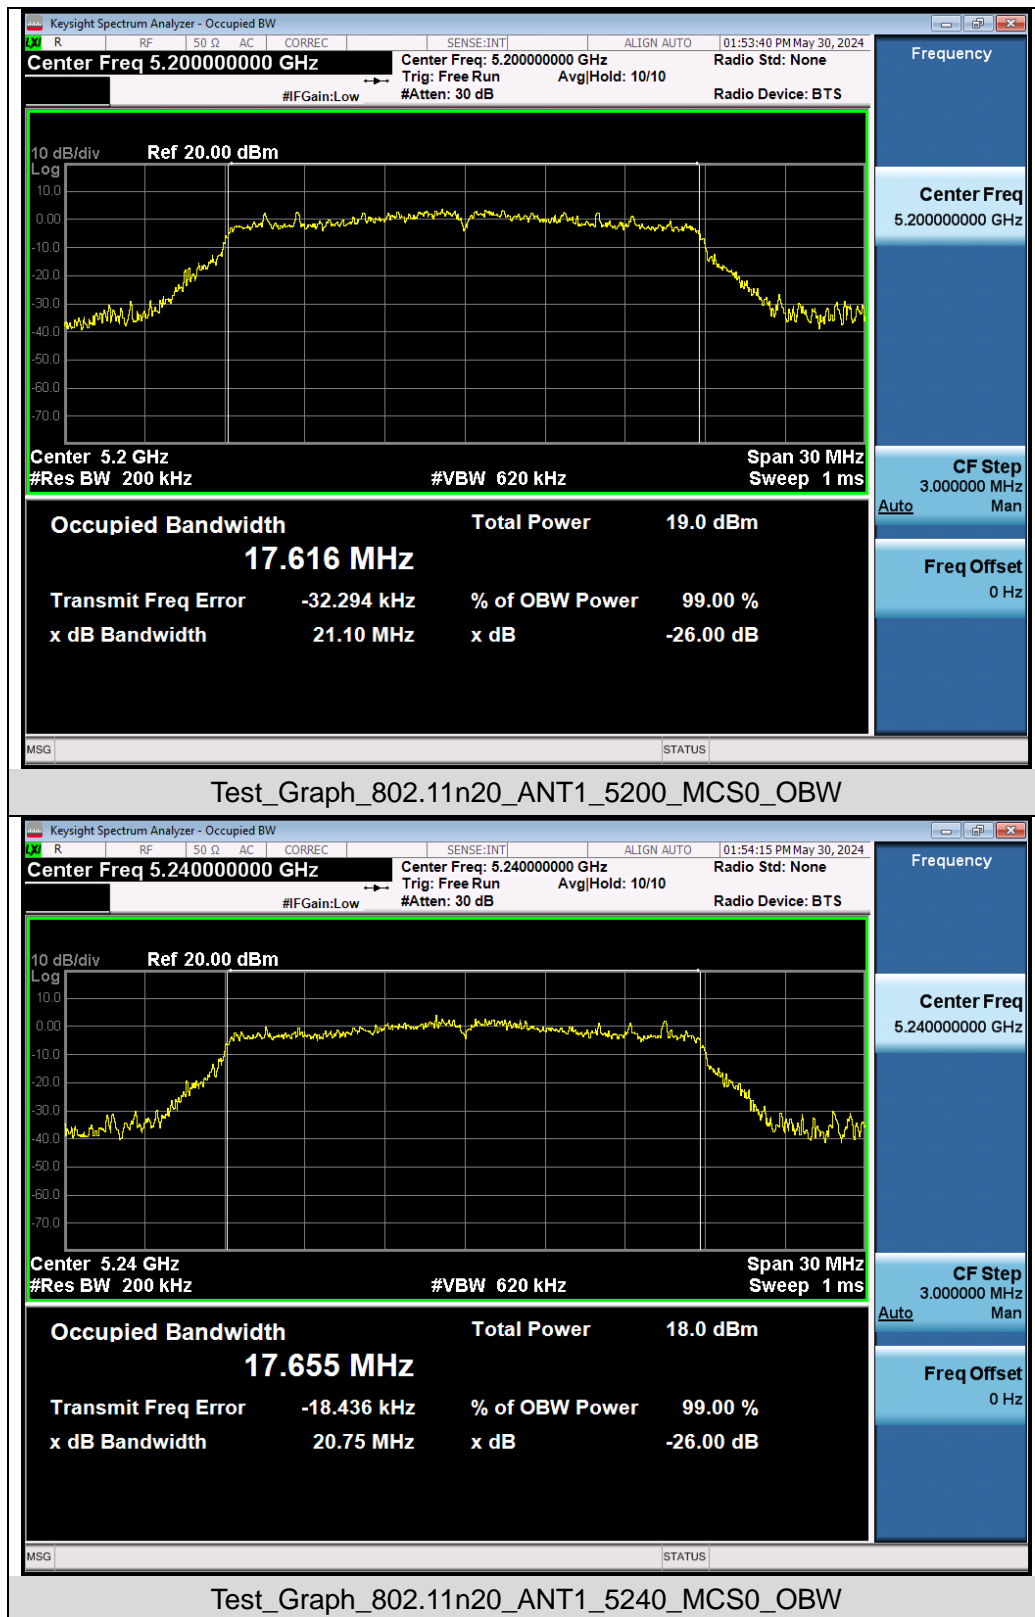 Keysight Spectrum Analyzer - Occupied BW
LXI R RF 50 Ω AC CORREC SENSE:INT ALIGN AUTO 01:53:40 PM May 30, 2024
Center Freq 5.200000000 GHz
Center Freq: 5.200000000 GHz Radio Std: None
Trig: Free Run Avg|Hold: 10/10
#IFGain:Low #Atten: 30 dB Radio Device: BTS
10 dB/div Ref 20.00 dBm
Log
10.0
0.00
-10.0
-20.0
-30.0
-40.0
-50.0
-60.0
-70.0
Center 5.2 GHz Span 30 MHz
#Res BW 200 kHz #VBW 620 kHz Sweep 1 ms
Occupied Bandwidth Total Power 19.0 dBm
17.616 MHz
Transmit Freq Error -32.294 kHz % of OBW Power 99.00 %
x dB Bandwidth 21.10 MHz x dB -26.00 dB
MSG STATUS
Frequency
Center Freq
5.200000000 GHz
CF Step
3.000000 MHz
Auto Man
Freq Offset
0 Hz
Test_Graph_802.11n20_ANT1_5200_MCS0_OBW
Keysight Spectrum Analyzer - Occupied BW
LXI R RF 50 Ω AC CORREC SENSE:INT ALIGN AUTO 01:54:15 PM May 30, 2024
Center Freq 5.240000000 GHz
Center Freq: 5.240000000 GHz Radio Std: None
Trig: Free Run Avg|Hold: 10/10
#IFGain:Low #Atten: 30 dB Radio Device: BTS
10 dB/div Ref 20.00 dBm
Log
10.0
0.00
-10.0
-20.0
-30.0
-40.0
-50.0
-60.0
-70.0
Center 5.24 GHz Span 30 MHz
#Res BW 200 kHz #VBW 620 kHz Sweep 1 ms
Occupied Bandwidth Total Power 18.0 dBm
17.655 MHz
Transmit Freq Error -18.436 kHz % of OBW Power 99.00 %
x dB Bandwidth 20.75 MHz x dB -26.00 dB
MSG STATUS
Frequency
Center Freq
5.240000000 GHz
CF Step
3.000000 MHz
Auto Man
Freq Offset
0 Hz
Test_Graph_802.11n20_ANT1_5240_MCS0_OBW